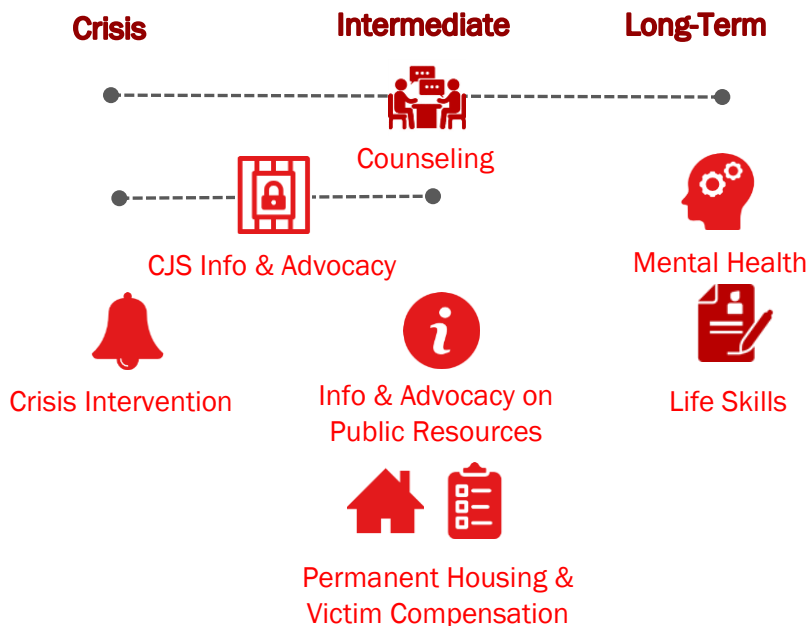 Crisis
Intermediate
Long-Term
Counseling
CJS Info & Advocacy
Mental Health
Crisis Intervention
Info & Advocacy on
Public Resources
Life Skills
Permanent Housing &
Victim Compensation